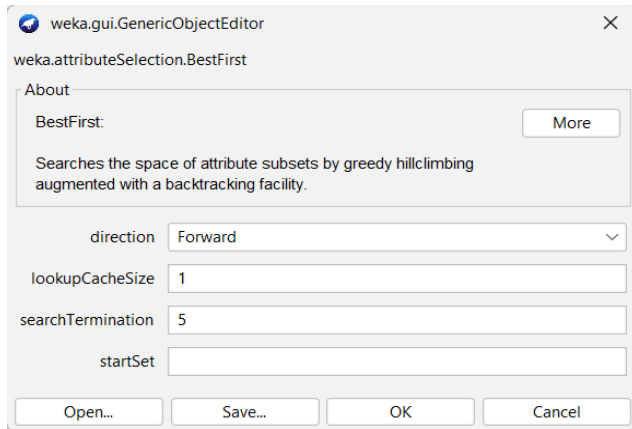 weka.gui.GenericObjectEditor
weka.attributeSelection.BestFirst
About
BestFirst:
More
Searches the space of attribute subsets by greedy hillclimbing
augmented with a backtracking facility.
direction Forward
lookupCacheSize 1
searchTermination 5
startSet
Open... Save... OK Cancel